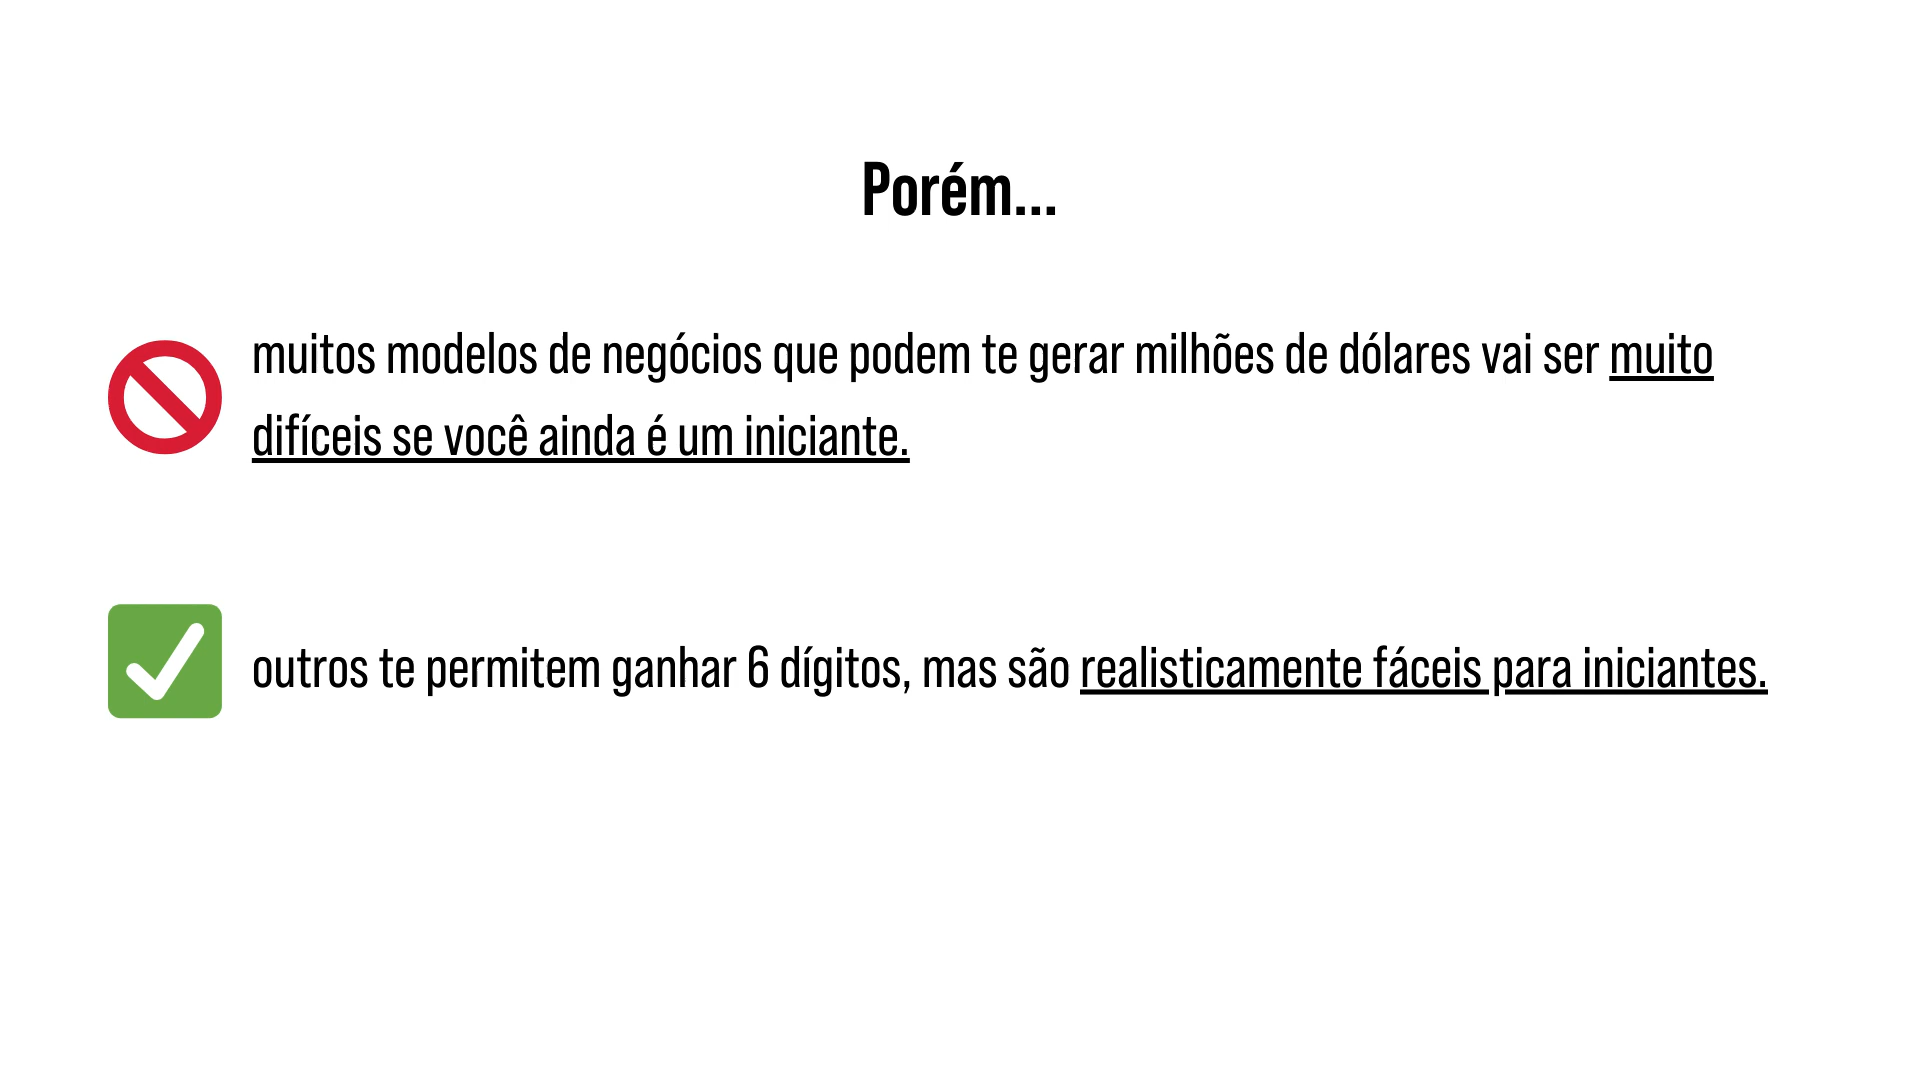 Porém...
muitos modelos de negócios que podem te gerar milhões de dólares vai ser muito
difíceis se você ainda é um iniciante.
outros te permitem ganhar 6 dígitos, mas são realisticamente fáceis para iniciantes.